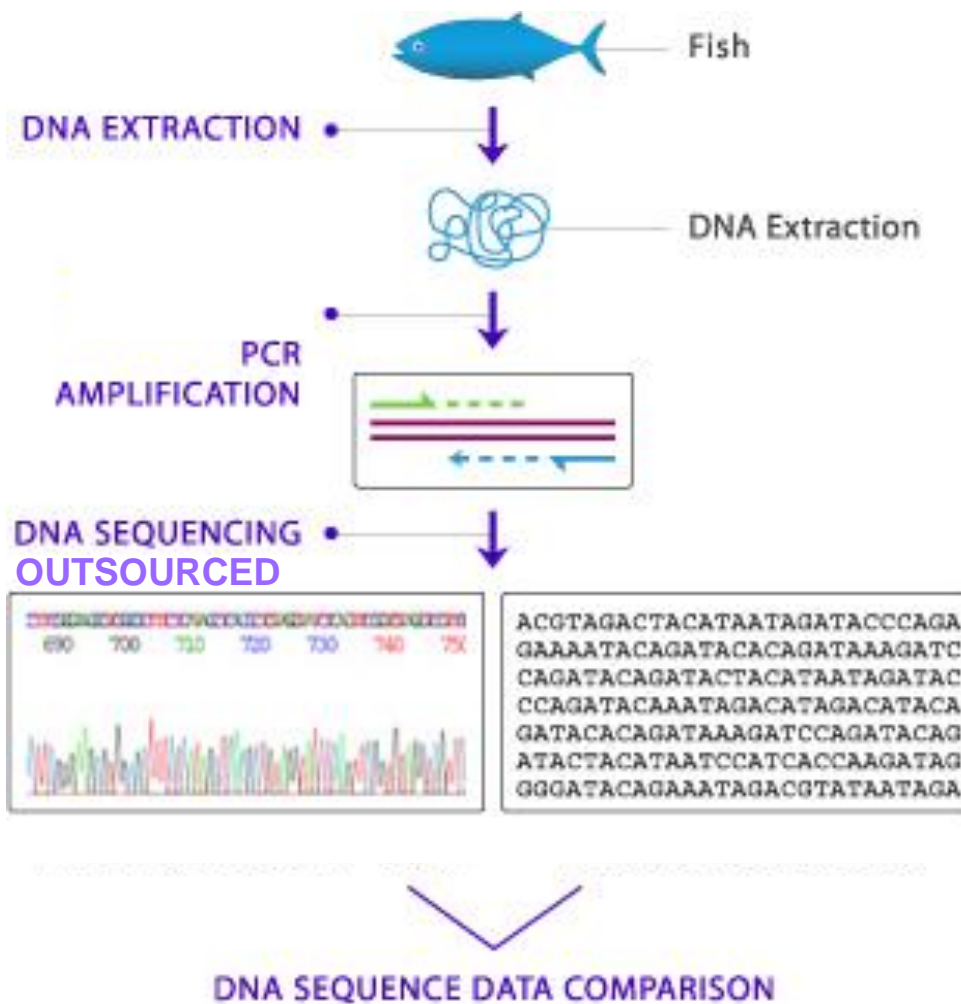 Fish
DNA EXTRACTION
DNA Extraction
PCR
AMPLIFICATION
DNA SEQUENCING
OUTSOURCED
690 700 710 720 730 740
ACGTAGACTACATAATAGATACCCAGA
GAAAATACAGATACACAGATAAAGATC
CAGATACAGATACTACATAATAGATAC
CCAGATACAAATAGACATAGACATACA
GATACACAGATAAAGATCCAGATACAG
ATACTACATAATCCATCACCAAGATAG
GGGATACAGAAATAGACGTATAATAGA
DNA SEQUENCE DATA COMPARISON